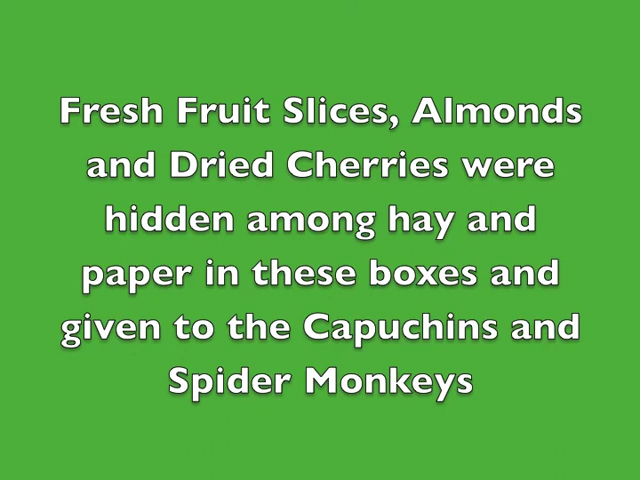 Fresh Fruit Slices, Almonds
and Dried Cherries were
hidden among hay and
paper in these boxes and
given to the Capuchins and
Spider Monkeys